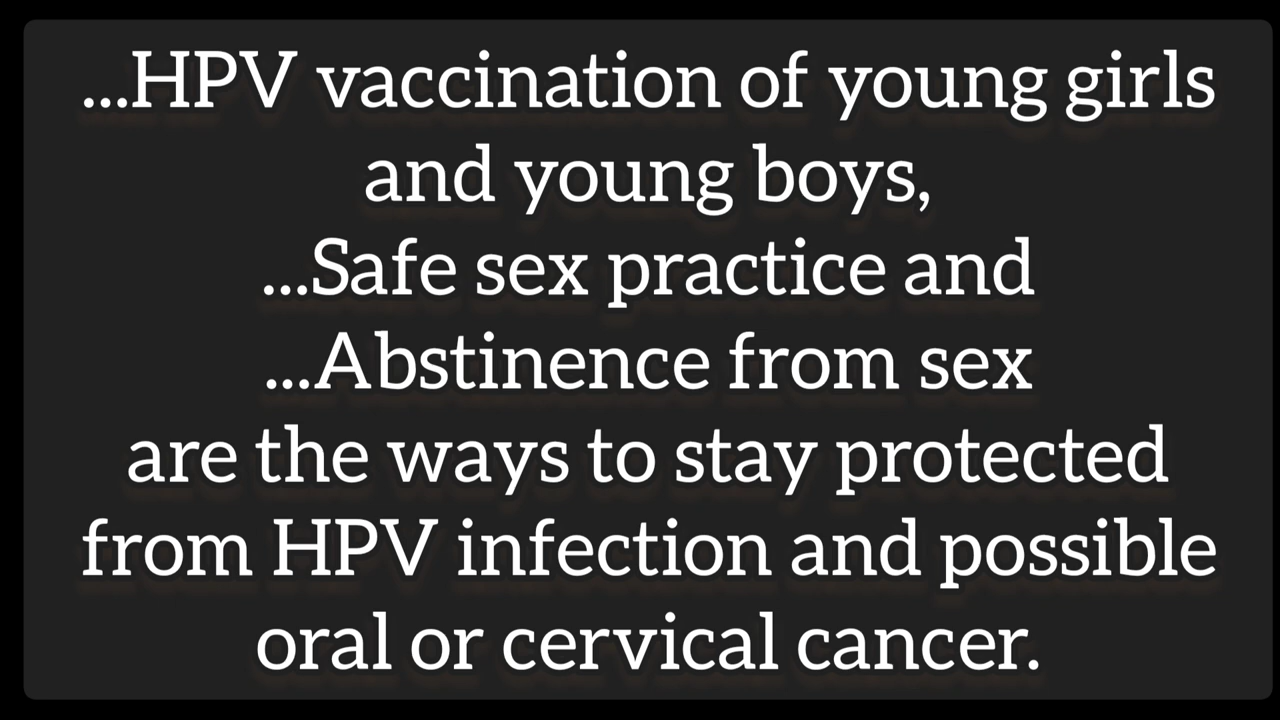 ...HPV vaccination of young girls
and young boys,
...Safe sex practice and
...Abstinence from sex
are the ways to stay protected
from HPV infection and possible
oral or cervical cancer.